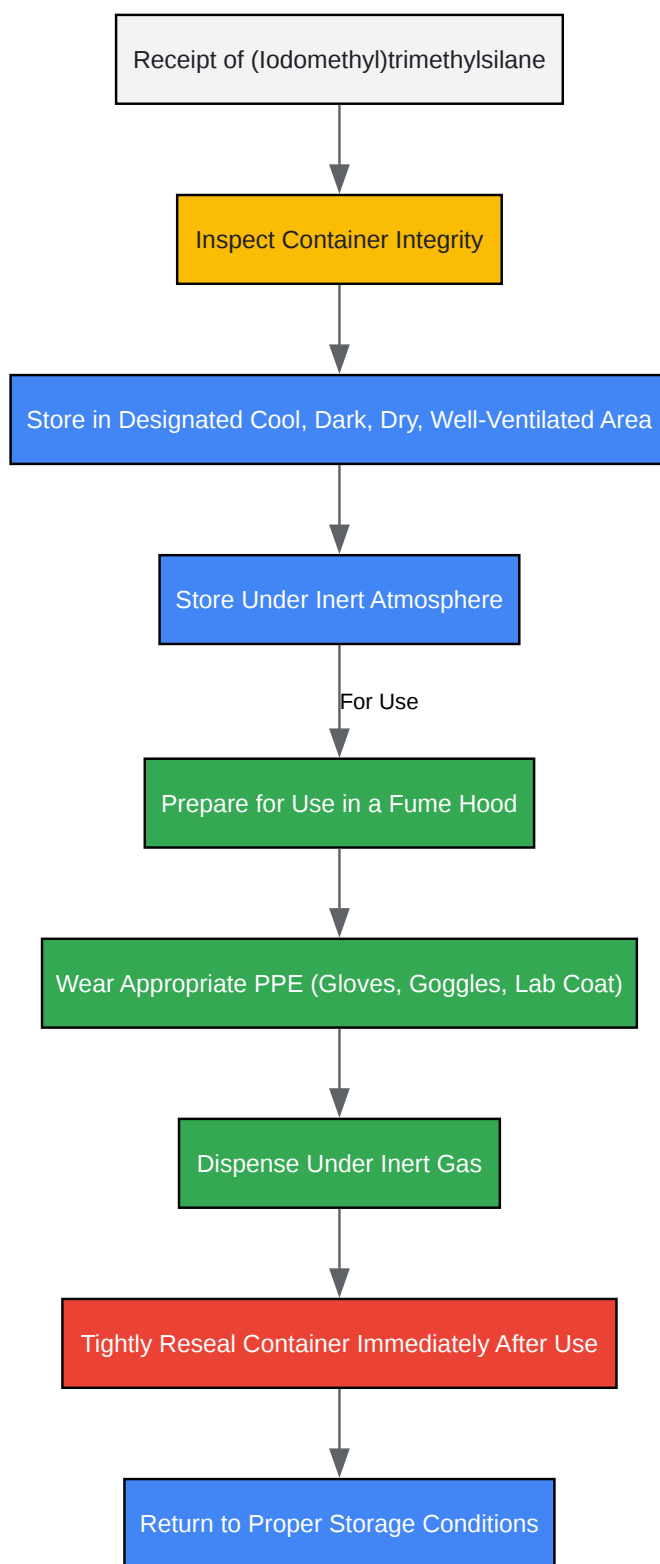 Receipt of (Iodomethyl)trimethylsilane
Inspect Container Integrity
Store in Designated Cool, Dark, Dry, Well-Ventilated Area
Store Under Inert Atmosphere
For Use
Prepare for Use in a Fume Hood
Wear Appropriate PPE (Gloves, Goggles, Lab Coat)
Dispense Under Inert Gas
Tightly Reseal Container Immediately After Use
Return to Proper Storage Conditions